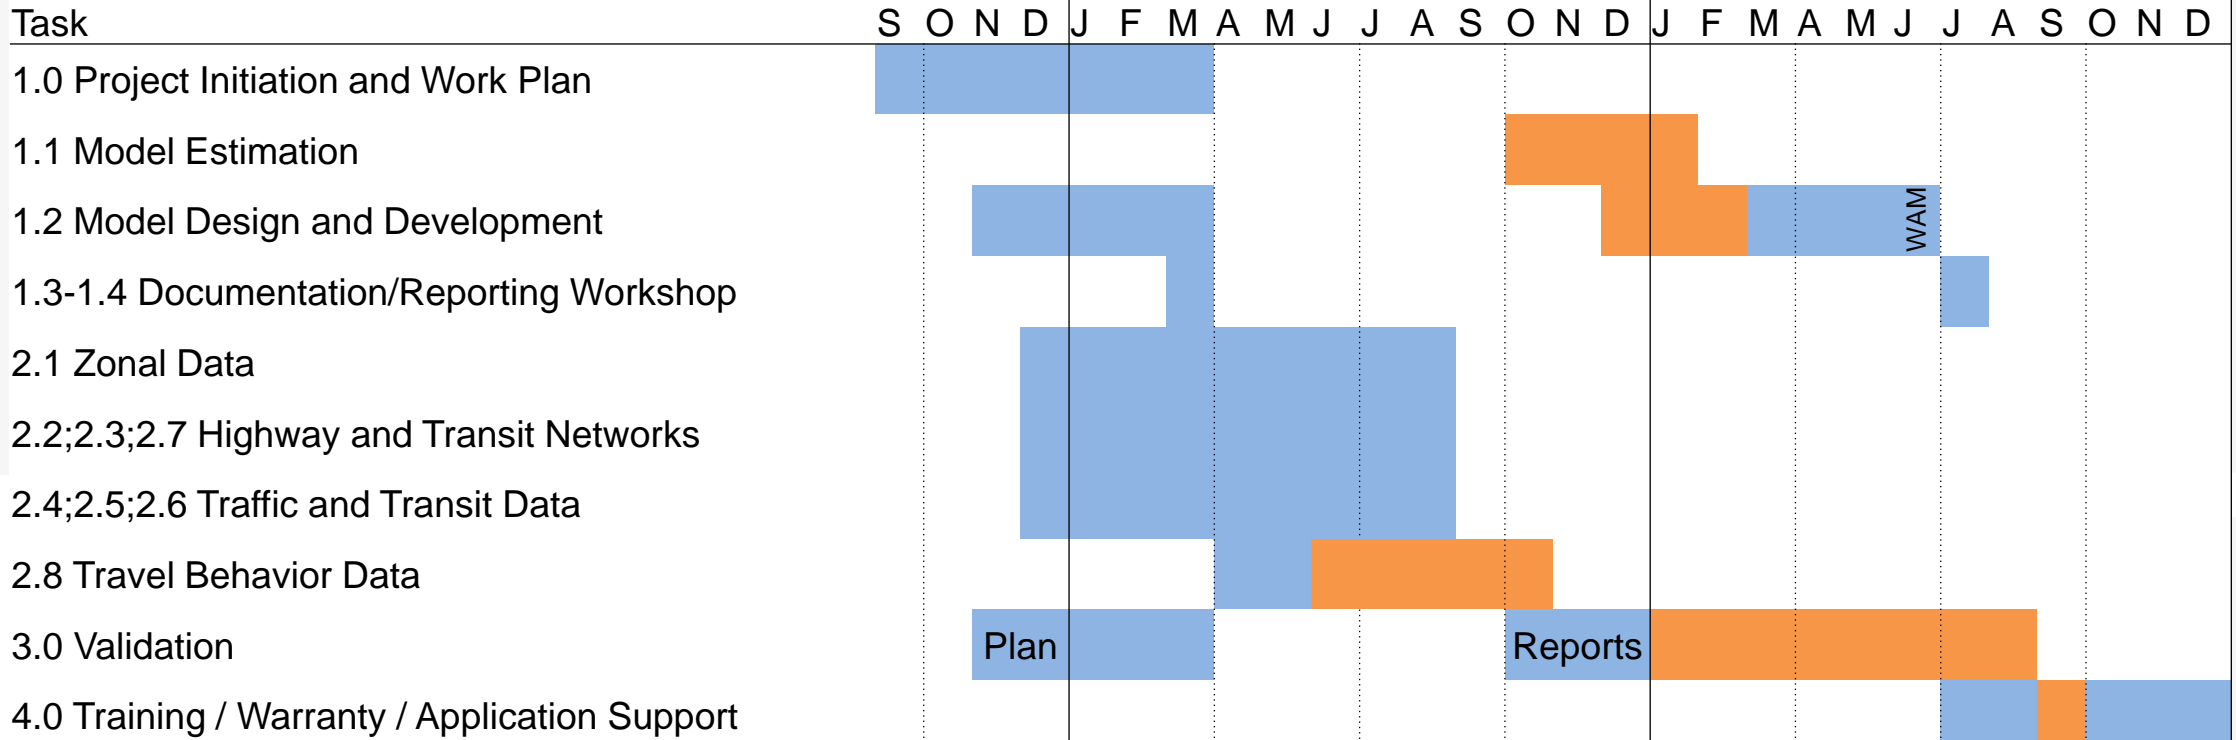 Task S O N D J F M A M J J A S O N D J F M A M J J A S O N D
1.0 Project Initiation and Work Plan
1.1 Model Estimation
1.2 Model Design and Development WAM
1.3-1.4 Documentation/Reporting Workshop
2.1 Zonal Data
2.2;2.3;2.7 Highway and Transit Networks
2.4;2.5;2.6 Traffic and Transit Data
2.8 Travel Behavior Data
3.0 Validation Plan Reports
4.0 Training / Warranty / Application Support